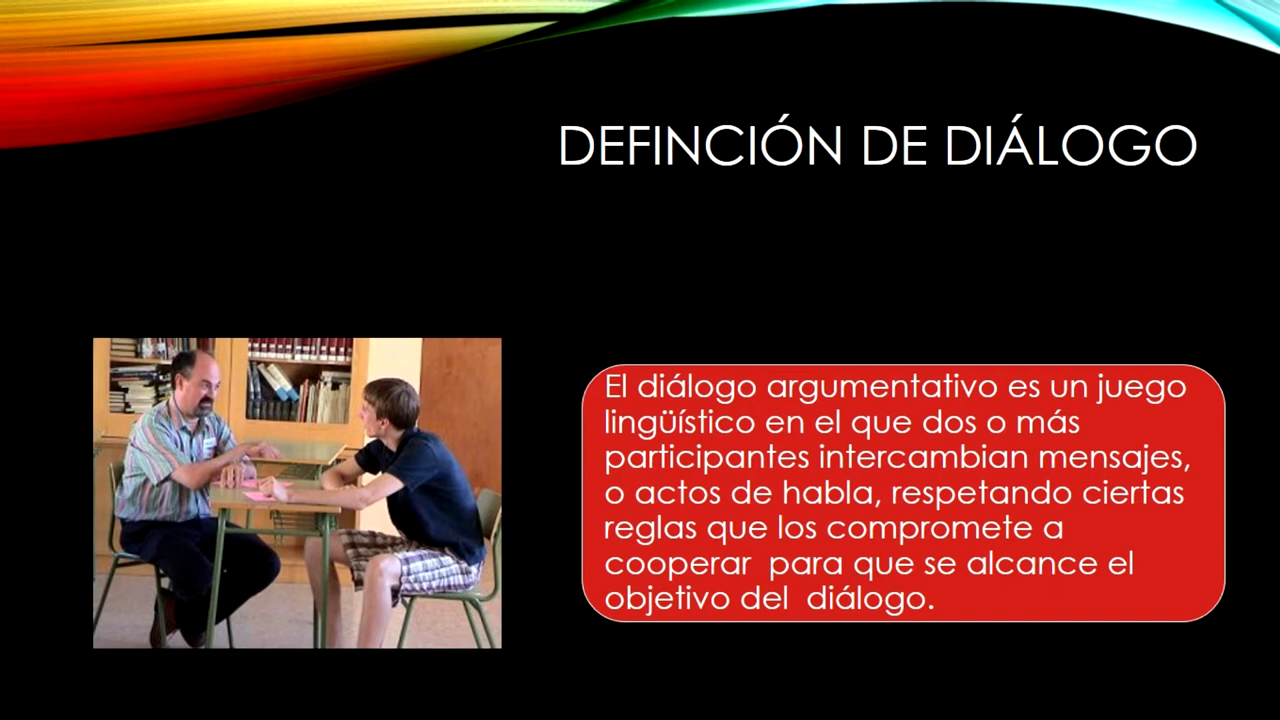 DEFINCIÓN DE DIÁLOGO
El diálogo argumentativo es un juego
lingüístico en el que dos o más
participantes intercambian mensajes,
o actos de habla, respetando ciertas
reglas que los compromete a
cooperar  para que se alcance el
objetivo del  diálogo.